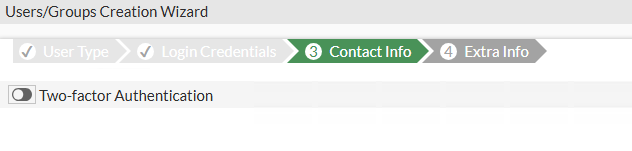 Users/Groups Creation Wizard
User Type Login Credentials 3 Contact Info 4 Extra Info
Two-factor Authentication